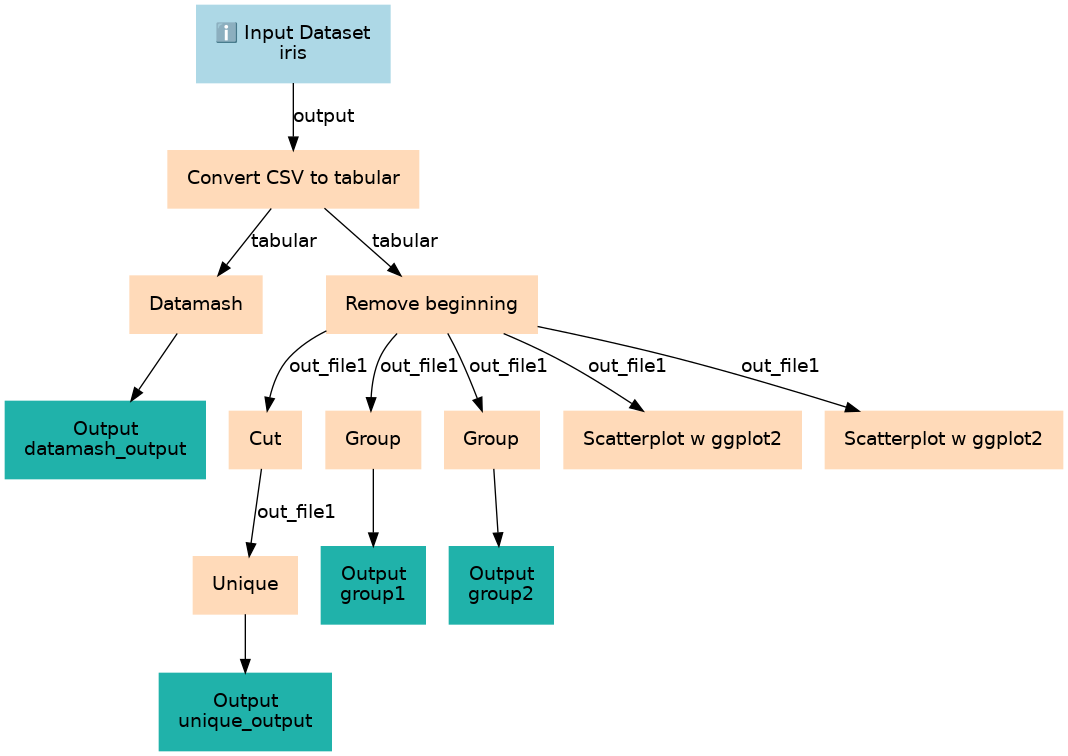 ℹ️ Input Dataset
iris
output
Convert CSV to tabular
tabular
tabular
Datamash
Remove beginning
out_file1
out_file1
out_file1
out_file1
out_file1
Output
datamash_output
Cut
Group
Group
Scatterplot w ggplot2
Scatterplot w ggplot2
out_file1
Unique
Output
group1
Output
group2
Output
unique_output